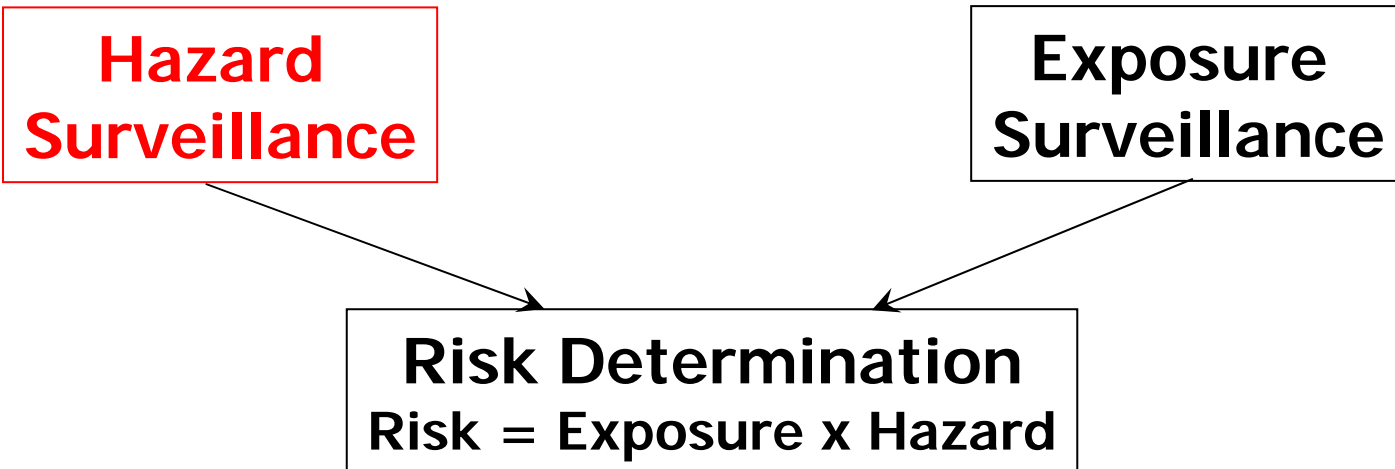 Hazard
Surveillance
Exposure
Surveillance
Risk Determination
Risk = Exposure x Hazard